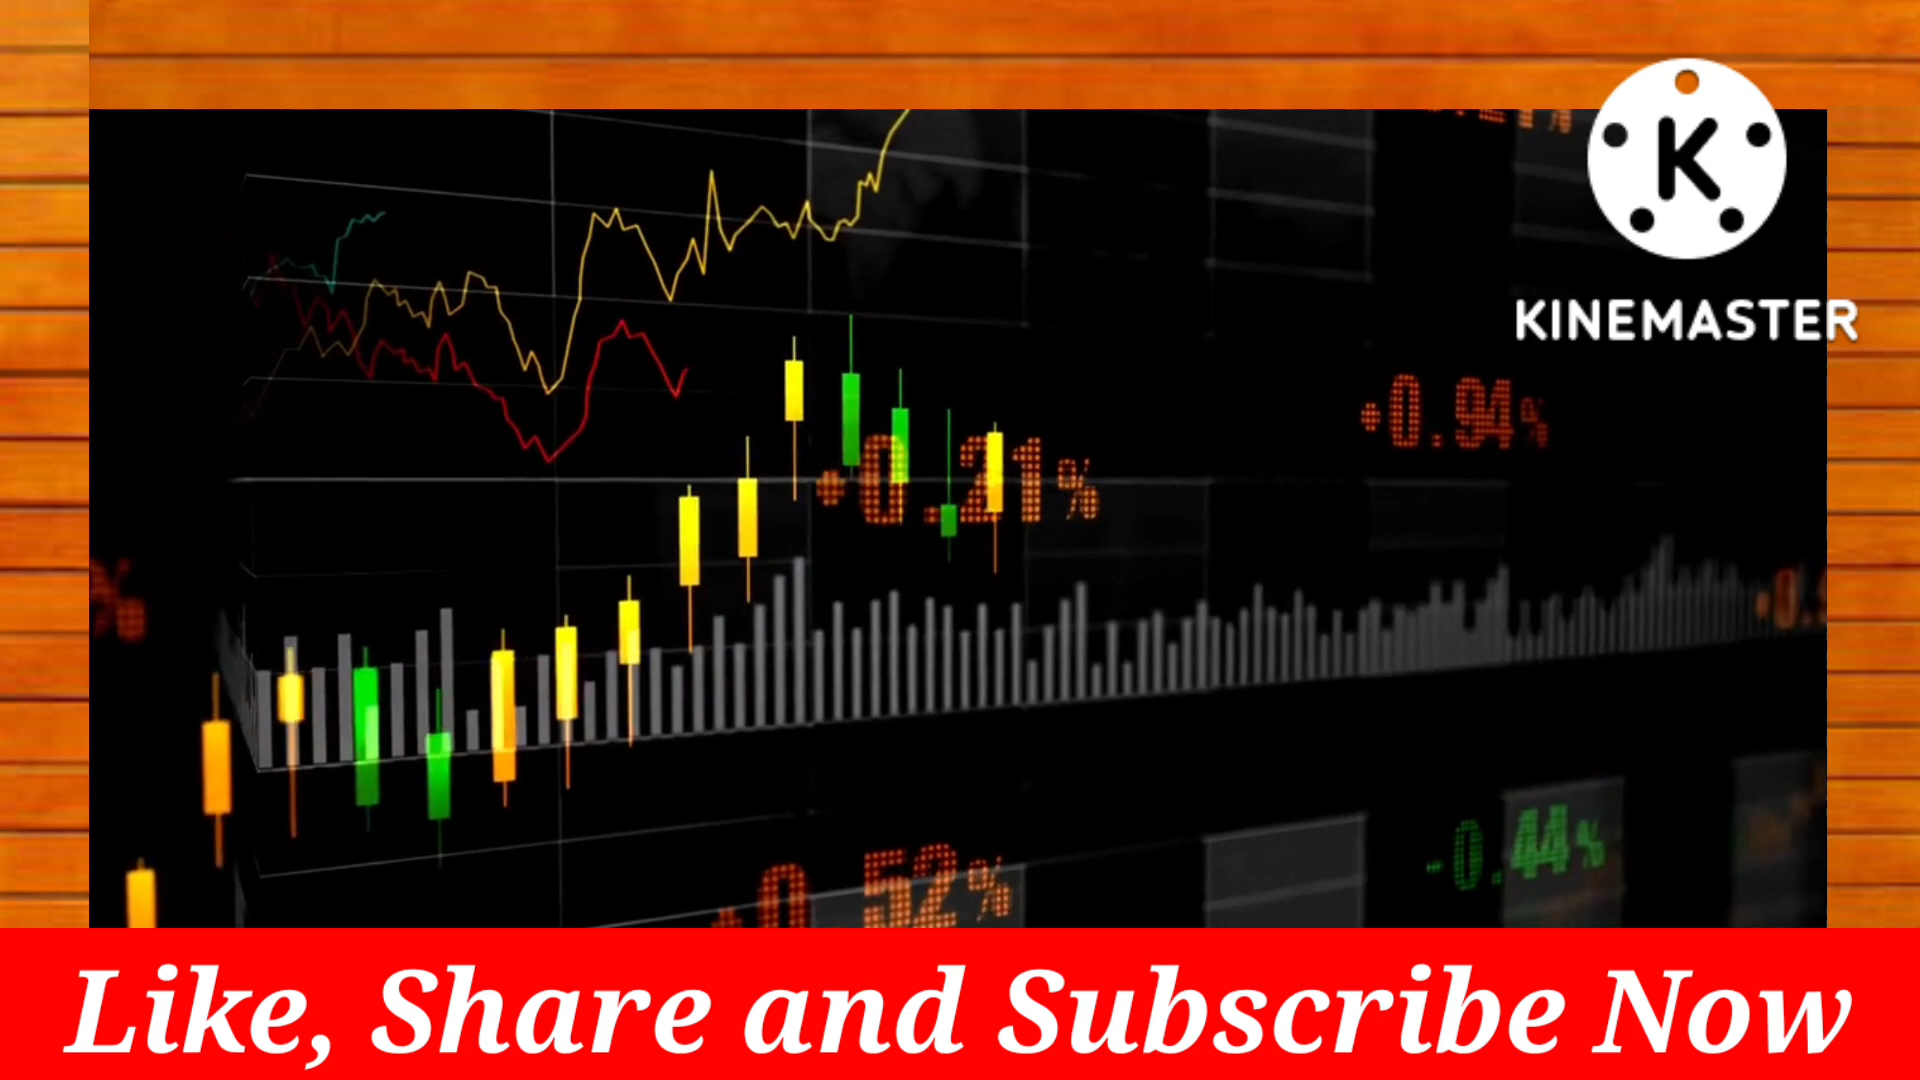 K
KINEMASTER
+0.94%
+0.21%
%
+0.52%
-0.44%
Like, Share and Subscribe Now